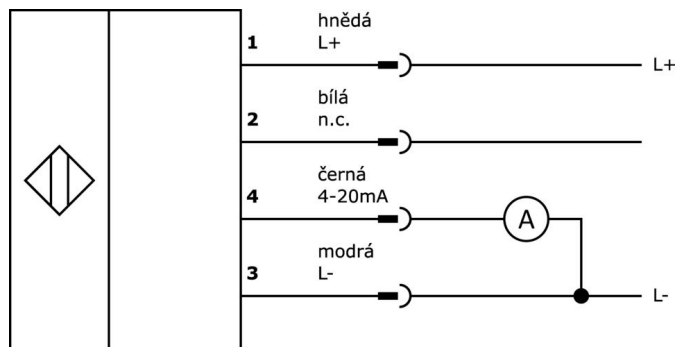 hnědá
1 L+
L+
bílá
2 n.c.
černá
4 4-20mA
A
modrá
3 L-
L-